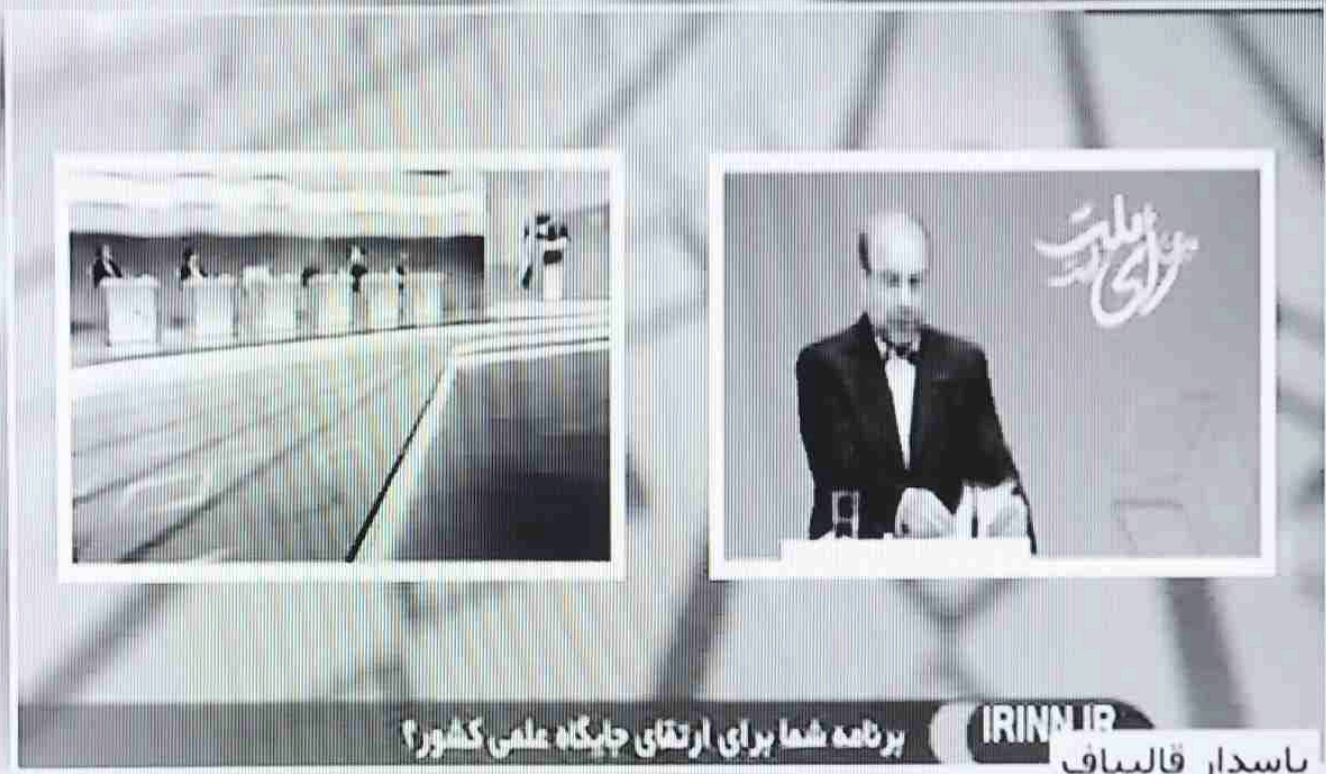 برنامه شما برای ارتقای جایگاه علمی کشور؟
IRINN.IR
پاسدار قالیباف